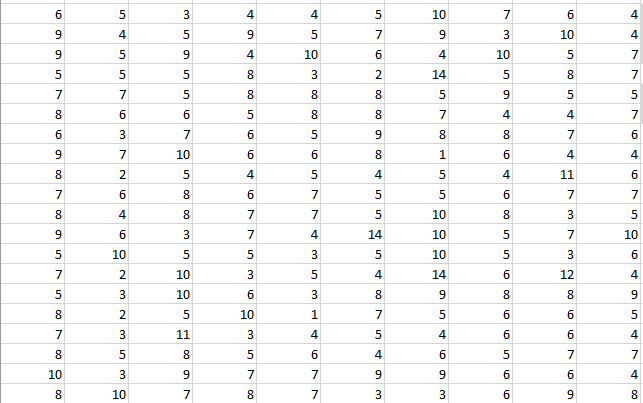 6 5 3 4 4 5 10 7 6 4
9 4 5 9 5 7 9 3 10 4
9 5 9 4 10 6 4 10 5 7
5 5 5 8 3 2 14 5 8 7
7 7 5 8 8 8 5 9 5 5
8 6 6 5 8 8 7 4 4 7
6 3 7 6 5 9 8 8 7 6
9 7 10 6 6 8 1 6 4 4
8 2 5 4 5 4 5 4 11 6
7 6 8 6 7 5 5 6 7 7
8 4 8 7 7 5 10 8 3 5
9 6 3 7 4 14 10 5 7 10
5 10 5 5 3 5 10 5 3 6
7 2 10 3 5 4 14 6 12 4
5 3 10 6 3 8 9 8 8 9
8 2 5 10 1 7 5 6 6 5
7 3 11 3 4 5 4 6 6 4
8 5 8 5 6 4 6 5 7 7
10 3 9 7 7 9 9 6 6 4
8 10 7 8 7 3 3 6 9 8